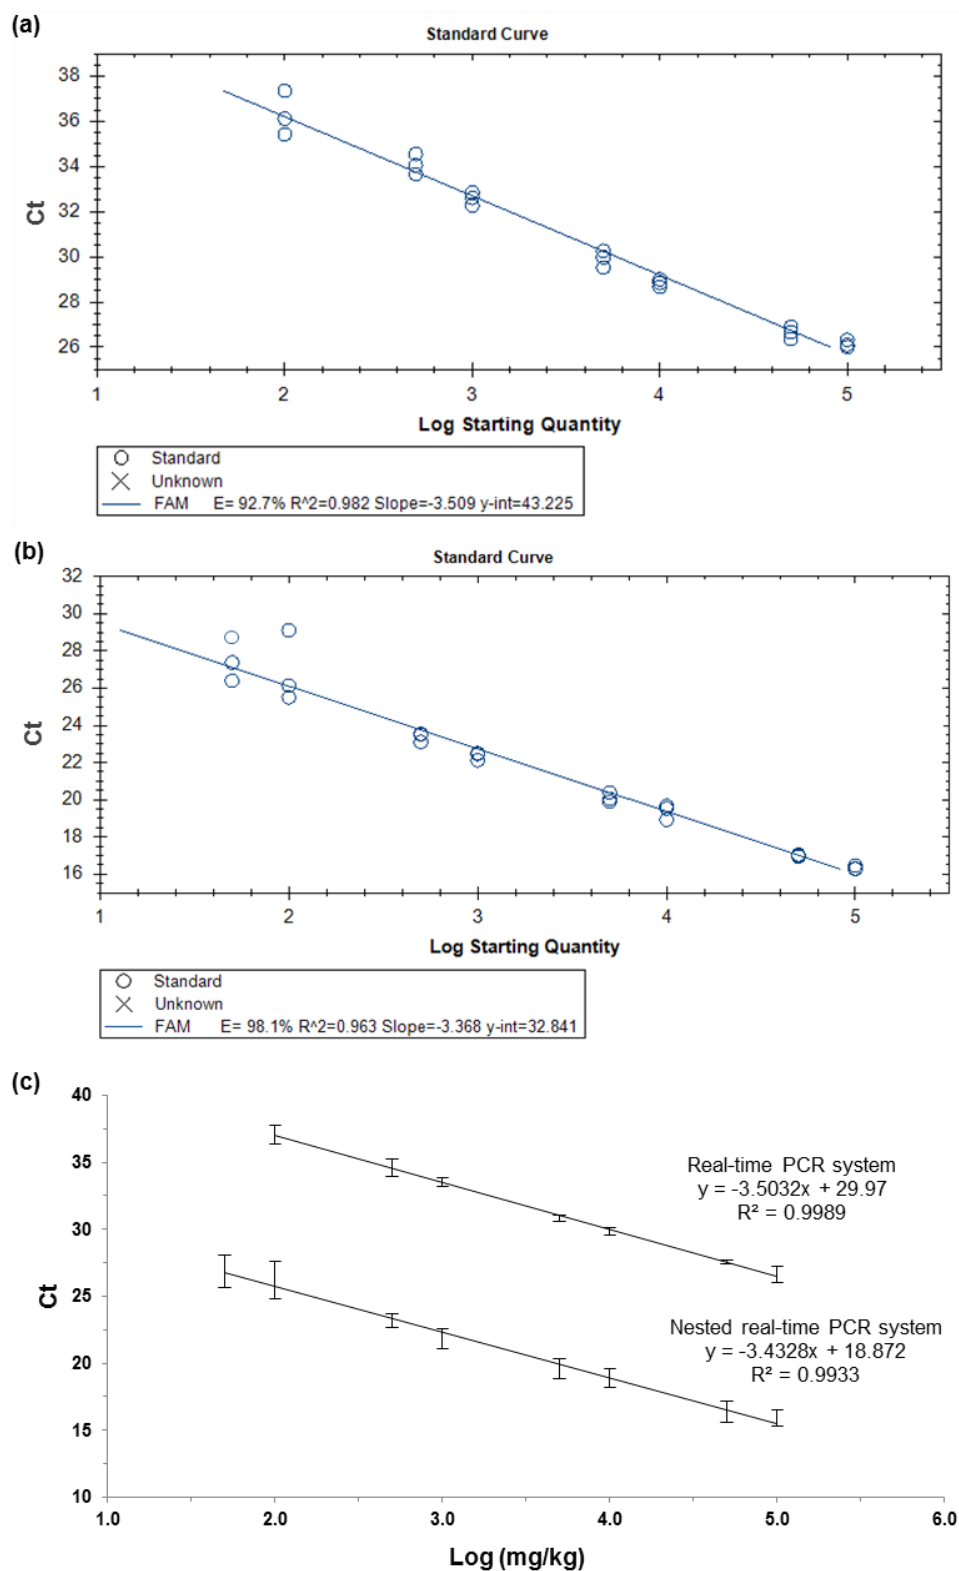 (a)
Standard Curve
38
36
34
32
30
28
26
Ct
1 2 3 4 5
Log Starting Quantity
Standard
Unknown
FAM E= 92.7% R^2=0.982 Slope=-3.509 y-int=43.225
(b)
Standard Curve
32
30
28
26
24
22
20
18
16
Ct
1 2 3 4 5
Log Starting Quantity
Standard
Unknown
FAM E= 98.1% R^2=0.963 Slope=-3.368 y-int=32.841
(c)
40
35
30
25
20
15
10
Ct
Real-time PCR system
y = -3.5032x + 29.97
R² = 0.9989
Nested real-time PCR system
y = -3.4328x + 18.872
R² = 0.9933
1.0 2.0 3.0 4.0 5.0 6.0
Log (mg/kg)